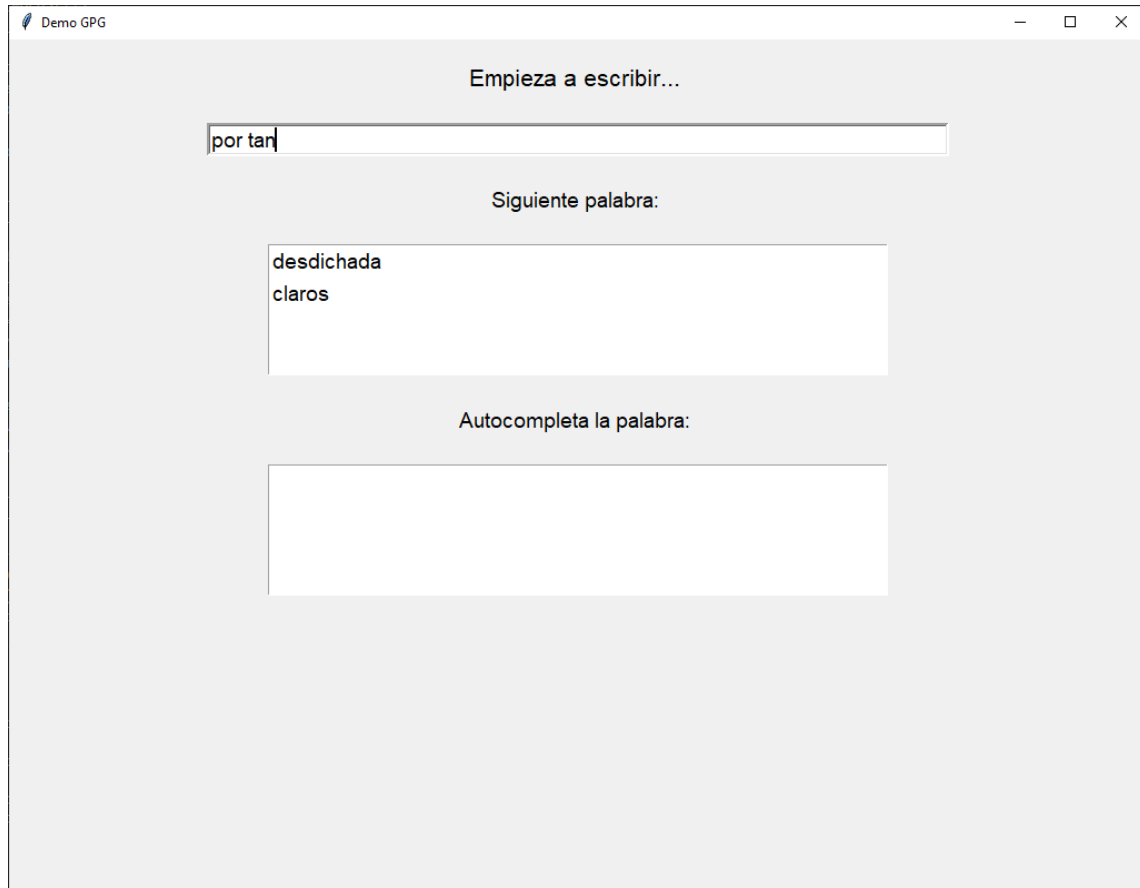 Demo GPG
Empieza a escribir...
por tan
Siguiente palabra:
desdichada
claros
Autocompleta la palabra: